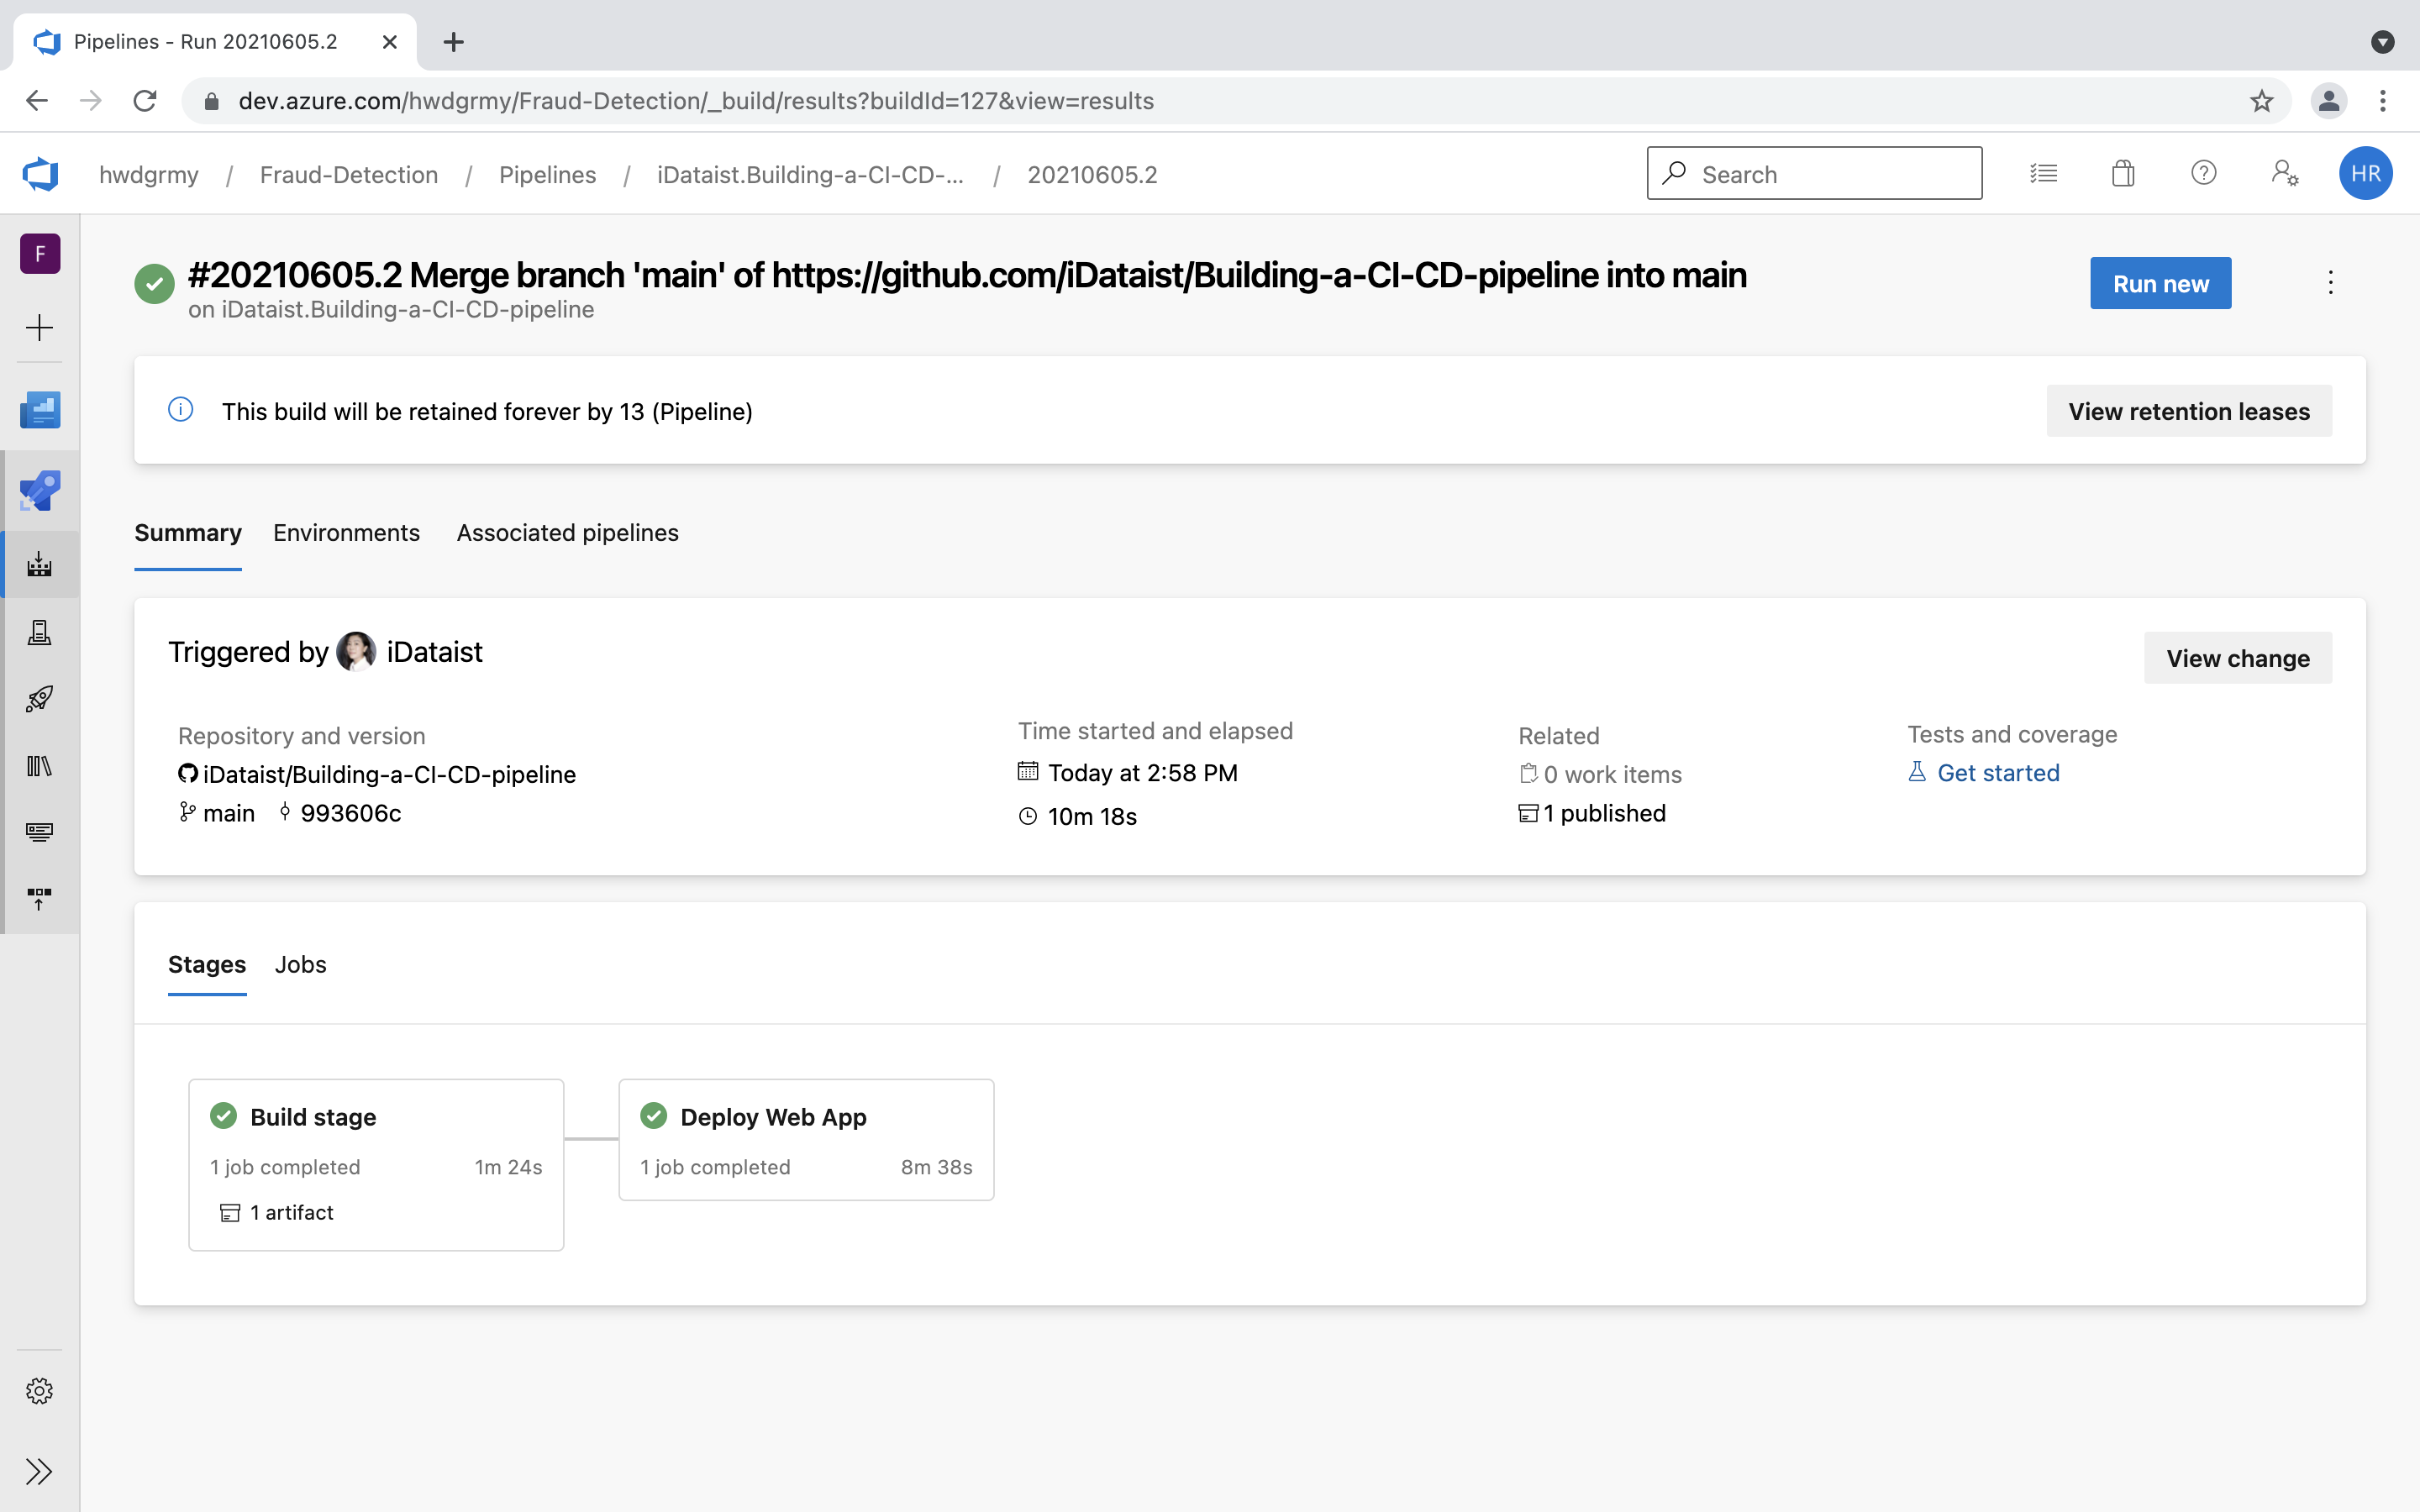 Pipelines - Run 20210605.2
dev.azure.com/hwdgrmy/Fraud-Detection/_build/results?buildId=127&view=results
hwdgrmy / Fraud-Detection / Pipelines / iDataist.Building-a-CI-CD-... / 20210605.2
Search
HR
F
#20210605.2 Merge branch 'main' of https://github.com/iDataist/Building-a-CI-CD-pipeline into main
on iDataist.Building-a-CI-CD-pipeline
Run new
This build will be retained forever by 13 (Pipeline)
View retention leases
Summary Environments Associated pipelines
Triggered by iDataist
View change
Repository and version
iDataist/Building-a-CI-CD-pipeline
main 993606c
Time started and elapsed
Today at 2:58 PM
10m 18s
Related
0 work items
1 published
Tests and coverage
Get started
Stages Jobs
Build stage
1 job completed 1m 24s
1 artifact
Deploy Web App
1 job completed 8m 38s